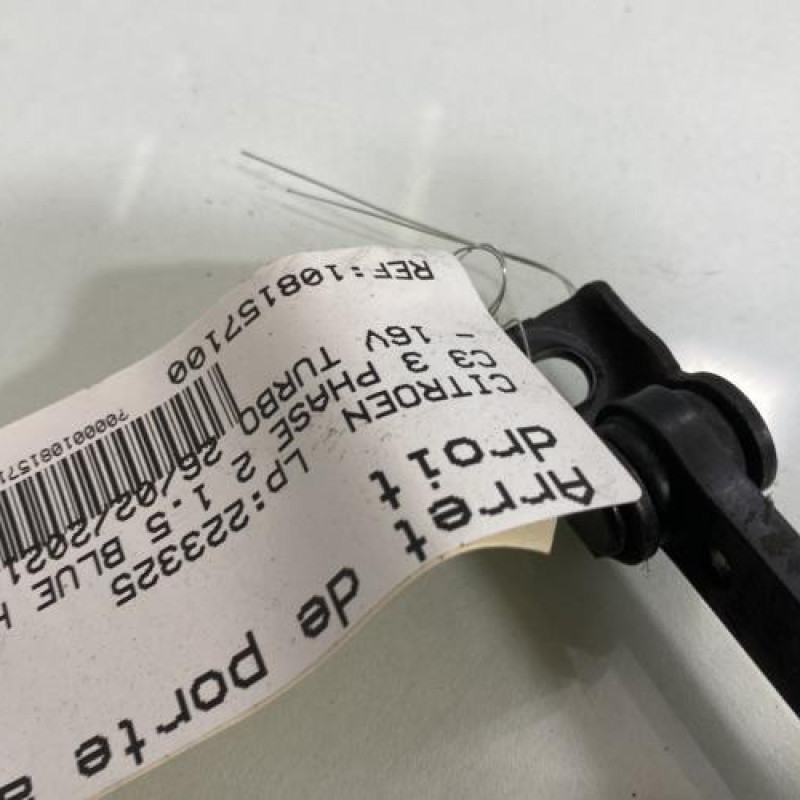 Arret de porte a
droit
CITROEN LP:223325
C3 3 PHASE 2 1.5 BLUE H
- 16V TURBO 26/02/2021
REF:108157100